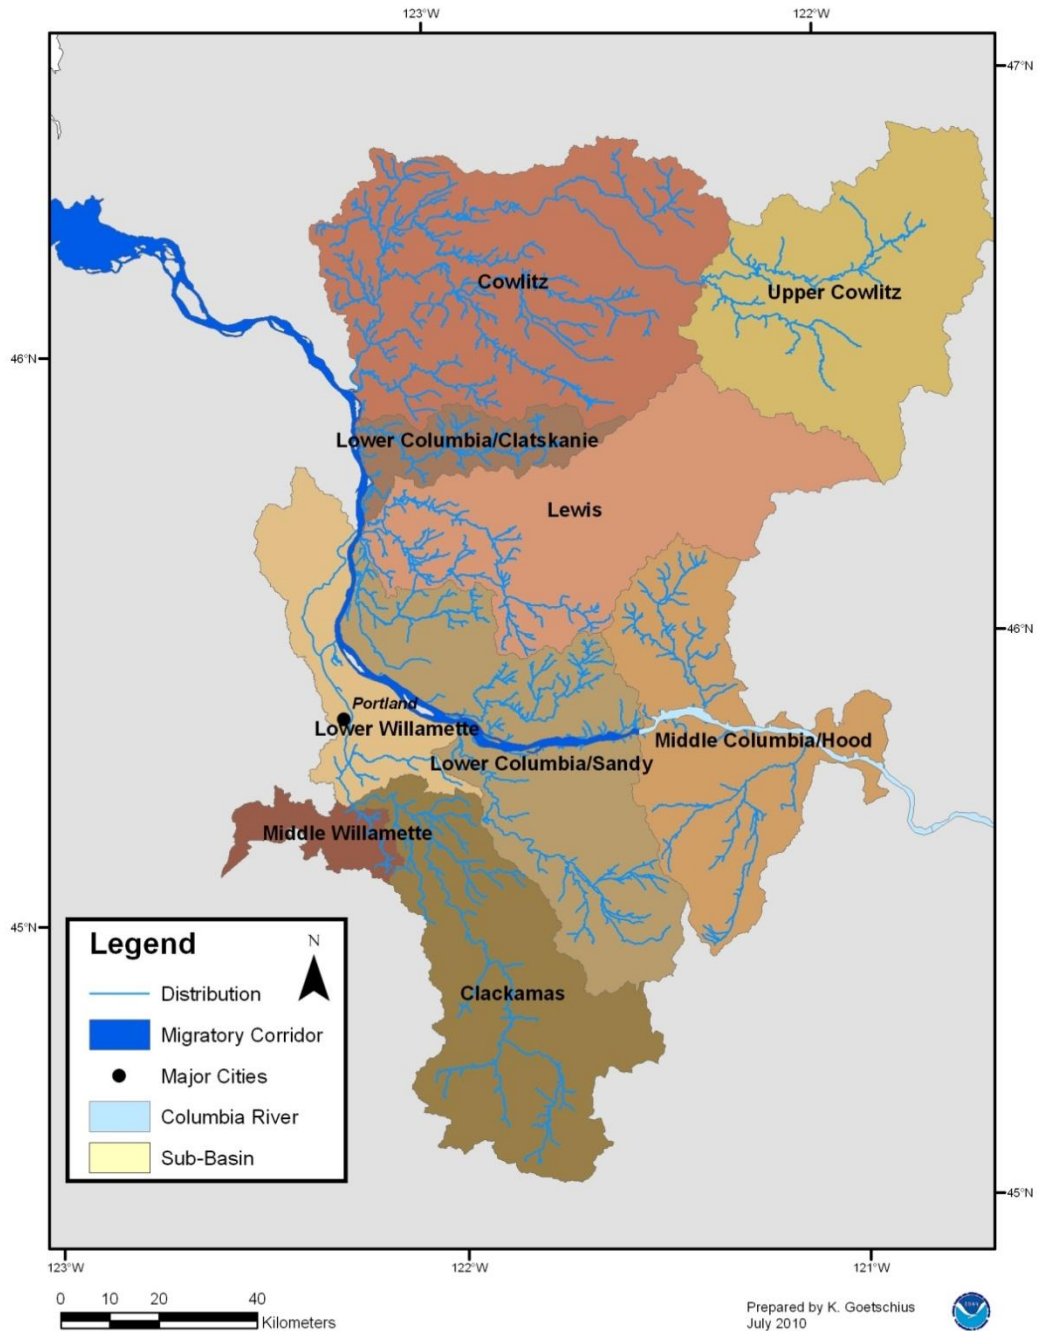 123°W
122°W
47°N
Cowlitz
Upper Cowlitz
46°N
Lower Columbia/Clatskanie
Lewis
46°N
Portland
Lower Willamette
Middle Columbia/Hood
Lower Columbia/Sandy
Middle Willamette
45°N
Legend
N
Distribution
Clackamas
Migratory Corridor
Major Cities
Columbia River
Sub-Basin
45°N
123°W
122°W
121°W
0 10 20 40
Kilometers
Prepared by K. Goetschius
July 2010